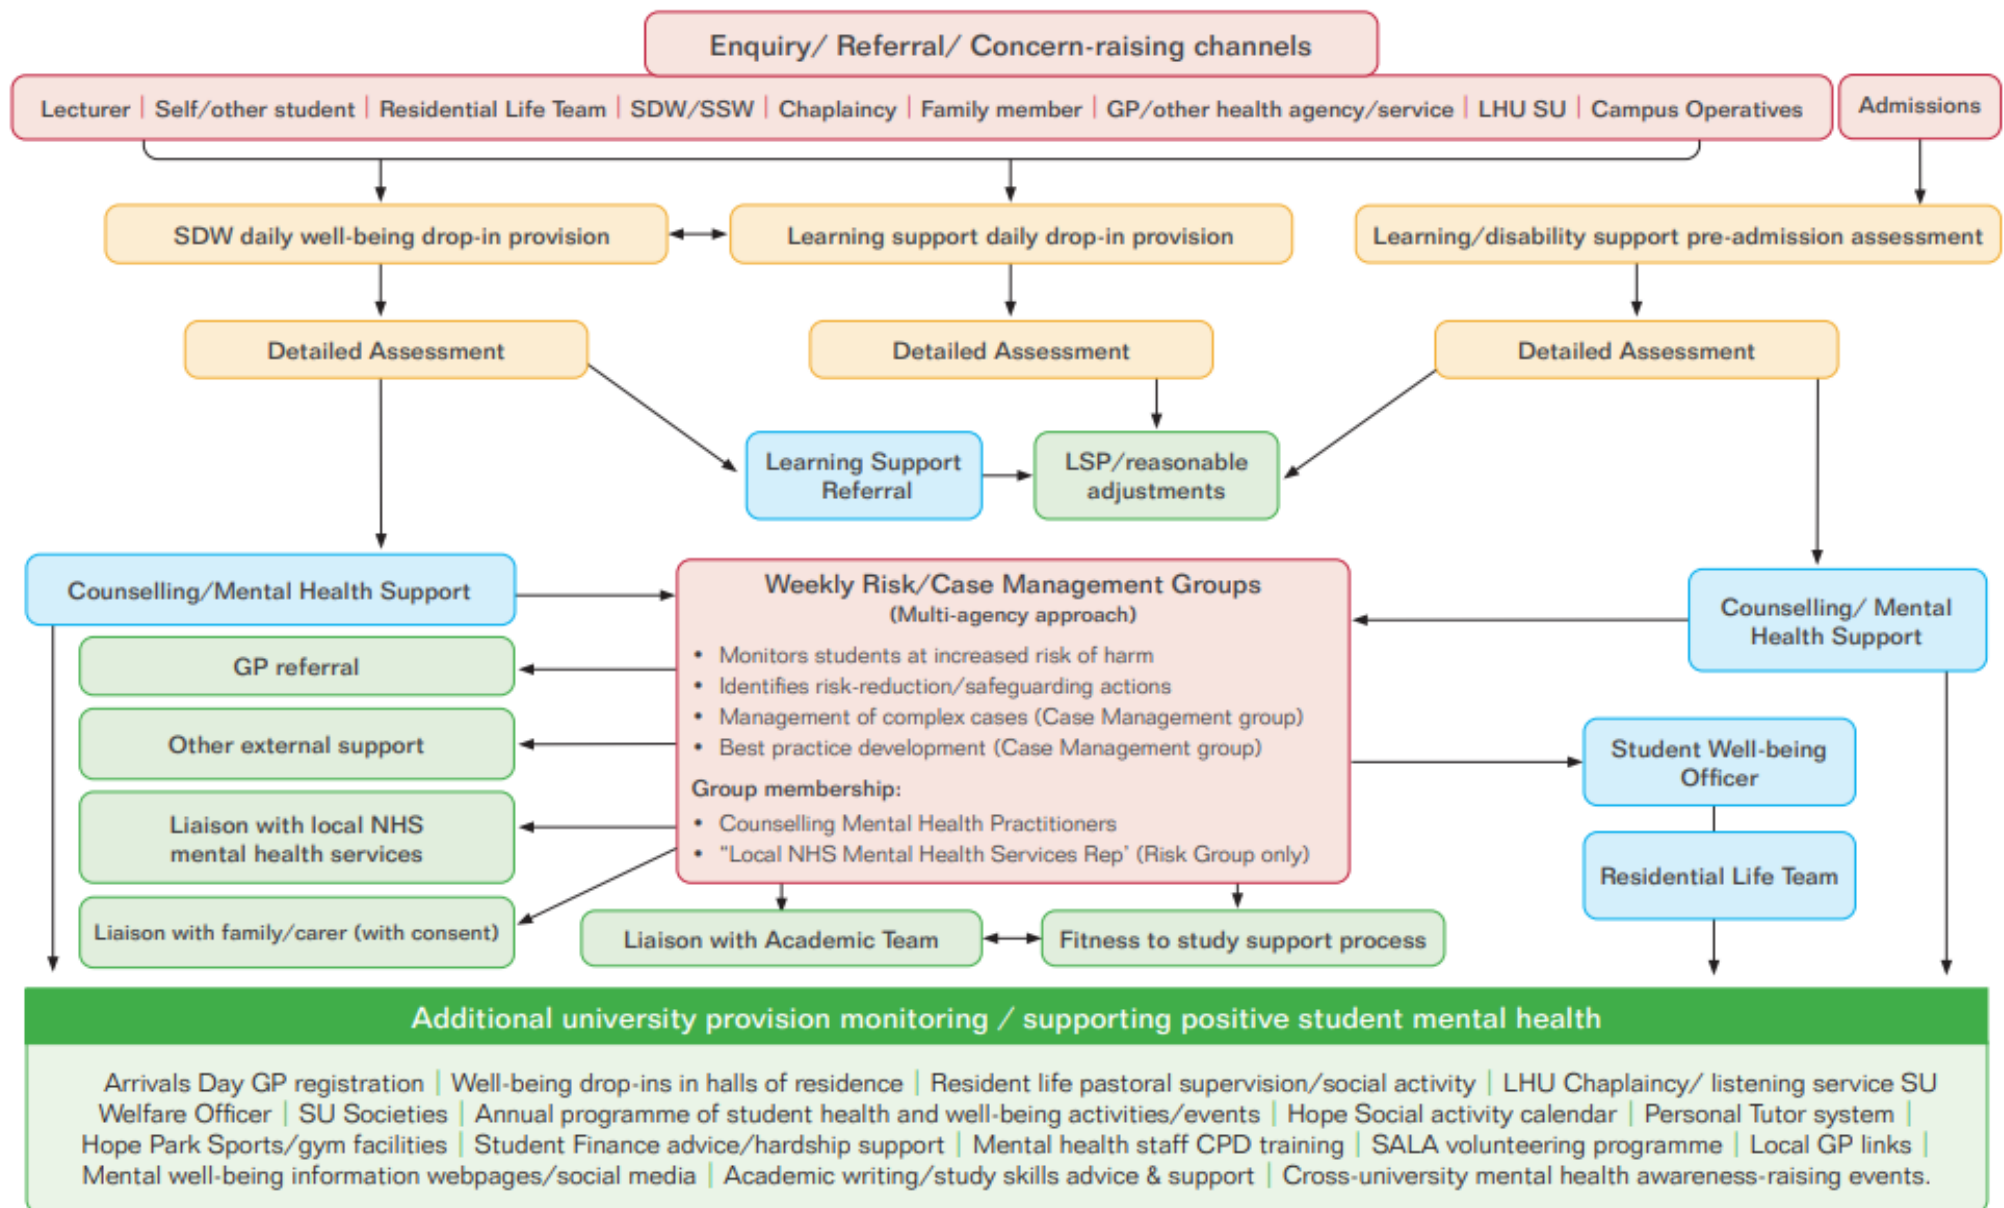 Enquiry/ Referral/ Concern-raising channels
Lecturer | Self/other student | Residential Life Team | SDW/SSW | Chaplaincy | Family member | GP/other health agency/service | LHU SU | Campus Operatives
Admissions
SDW daily well-being drop-in provision
Learning support daily drop-in provision
Learning/disability support pre-admission assessment
Detailed Assessment
Detailed Assessment
Detailed Assessment
Learning Support
Referral
LSP/reasonable
adjustments
Counselling/Mental Health Support
GP referral
Other external support
Liaison with local NHS
mental health services
Liaison with family/carer (with consent)
Weekly Risk/Case Management Groups
(Multi-agency approach)
• Monitors students at increased risk of harm
• Identifies risk-reduction/safeguarding actions
• Management of complex cases (Case Management group)
• Best practice development (Case Management group)
Group membership:
• Counselling Mental Health Practitioners
• “Local NHS Mental Health Services Rep’ (Risk Group only)
Liaison with Academic Team
Fitness to study support process
Counselling/ Mental
Health Support
Student Well-being
Officer
Residential Life Team
Additional university provision monitoring / supporting positive student mental health
Arrivals Day GP registration | Well-being drop-ins in halls of residence | Resident life pastoral supervision/social activity | LHU Chaplaincy/ listening service SU
Welfare Officer | SU Societies | Annual programme of student health and well-being activities/events | Hope Social activity calendar | Personal Tutor system |
Hope Park Sports/gym facilities | Student Finance advice/hardship support | Mental health staff CPD training | SALA volunteering programme | Local GP links |
Mental well-being information webpages/social media | Academic writing/study skills advice & support | Cross-university mental health awareness-raising events.